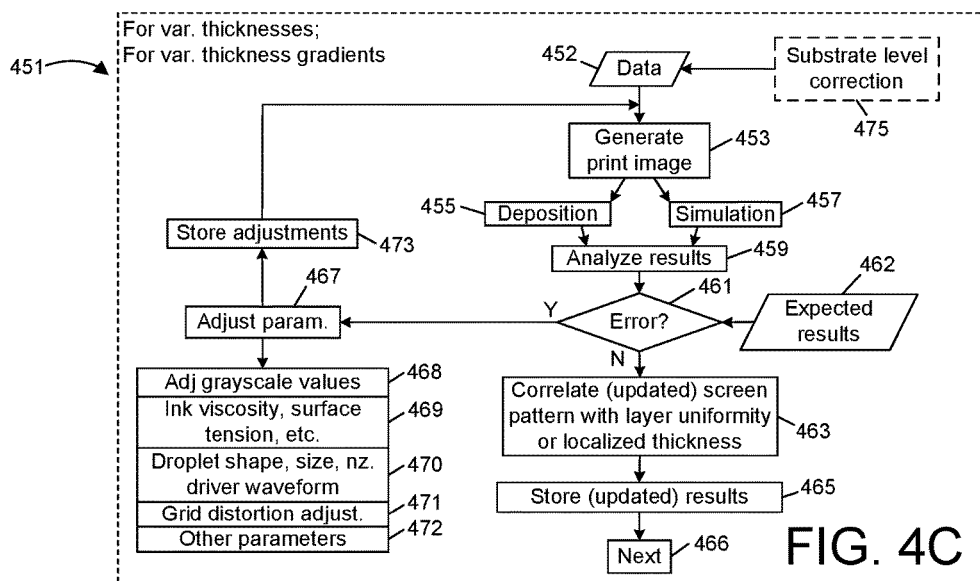 For var. thicknesses;
For var. thickness gradients
451
452
Data
Substrate level
correction
475
Generate
print image
453
455
Deposition
Simulation
457
Store adjustments
473
Analyze results
459
467
461
462
Adjust param.
Y
Error?
Expected
results
N
Adj grayscale values
468
Ink viscosity, surface
tension, etc.
469
Droplet shape, size, nz.
driver waveform
470
Grid distortion adjust.
471
Other parameters
472
Correlate (updated) screen
pattern with layer uniformity
or localized thickness
463
Store (updated) results
465
Next
466
FIG. 4C